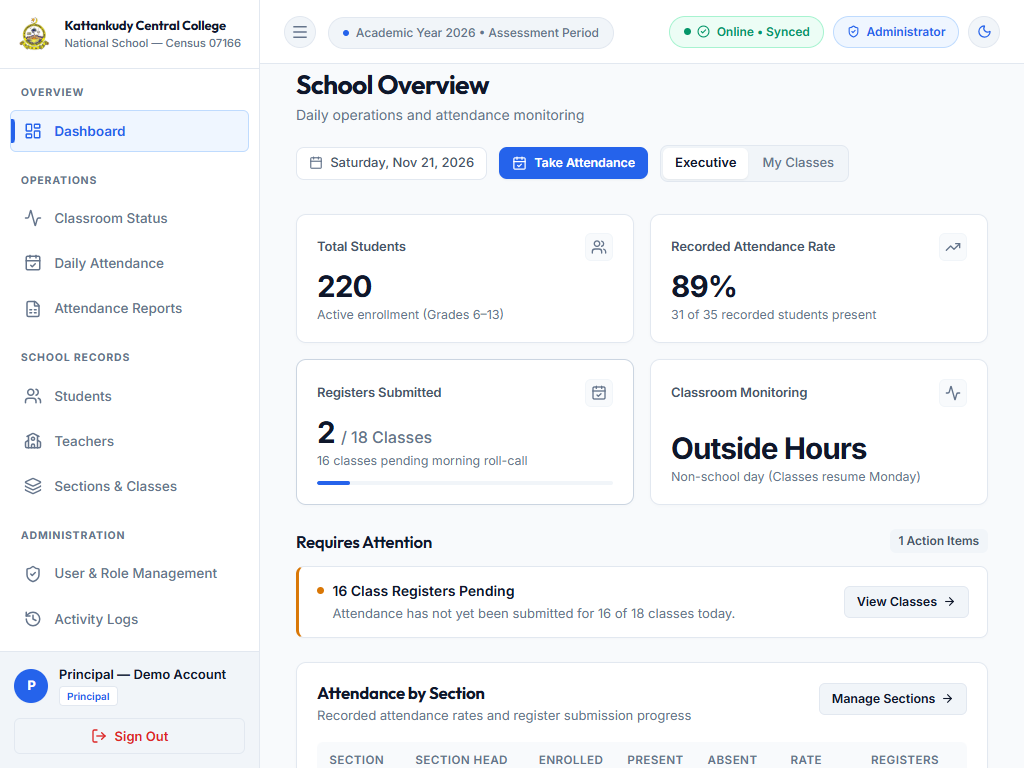 Kattankudy Central College
National School — Census 07166
OVERVIEW
Dashboard
OPERATIONS
Classroom Status
Daily Attendance
Attendance Reports
SCHOOL RECORDS
Students
Teachers
Sections & Classes
ADMINISTRATION
User & Role Management
Activity Logs
P
Principal — Demo Account
Principal
Sign Out
Academic Year 2026 • Assessment Period
Online • Synced
Administrator
School Overview
Daily operations and attendance monitoring
Saturday, Nov 21, 2026
Take Attendance
Executive
My Classes
Total Students
220
Active enrollment (Grades 6–13)
Recorded Attendance Rate
89%
31 of 35 recorded students present
Registers Submitted
2 / 18 Classes
16 classes pending morning roll-call
Classroom Monitoring
Outside Hours
Non-school day (Classes resume Monday)
Requires Attention
1 Action Items
16 Class Registers Pending
Attendance has not yet been submitted for 16 of 18 classes today.
View Classes →
Attendance by Section
Recorded attendance rates and register submission progress
Manage Sections →
SECTION SECTION HEAD ENROLLED PRESENT ABSENT RATE REGISTERS